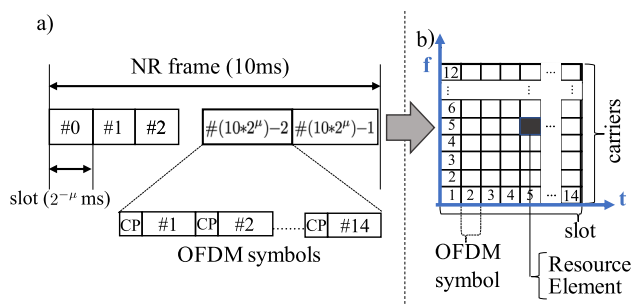 a)
NR frame (10ms)
#0 #1 #2 #(10*2^μ)−2 #(10*2^μ)−1
slot (2^−μ ms)
CP #1 CP #2 ....... CP #14
OFDM symbols
b)
f
12 ...
⋮ ⋮
6
5 ...
4
3
2
1 2 3 4 5 ... 14
t
carriers
slot
OFDM
symbol
Resource
Element